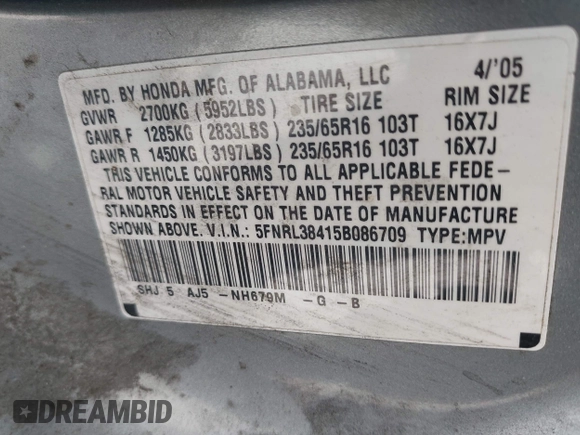 MFD. BY HONDA MFG. OF ALABAMA, LLC 4/'05
GVWR 2700KG (5952LBS) TIRE SIZE RIM SIZE
GAWR F 1285KG (2833LBS) 235/65R16 103T 16X7J
GAWR R 1450KG (3197LBS) 235/65R16 103T 16X7J
THIS VEHICLE CONFORMS TO ALL APPLICABLE FEDE-
RAL MOTOR VEHICLE SAFETY AND THEFT PREVENTION
STANDARDS IN EFFECT ON THE DATE OF MANUFACTURE
SHOWN ABOVE. V.I.N.: 5FNRL38415B086709 TYPE:MPV
SHJ 5 AJ5 -NH679M -G -B
DREAMBID